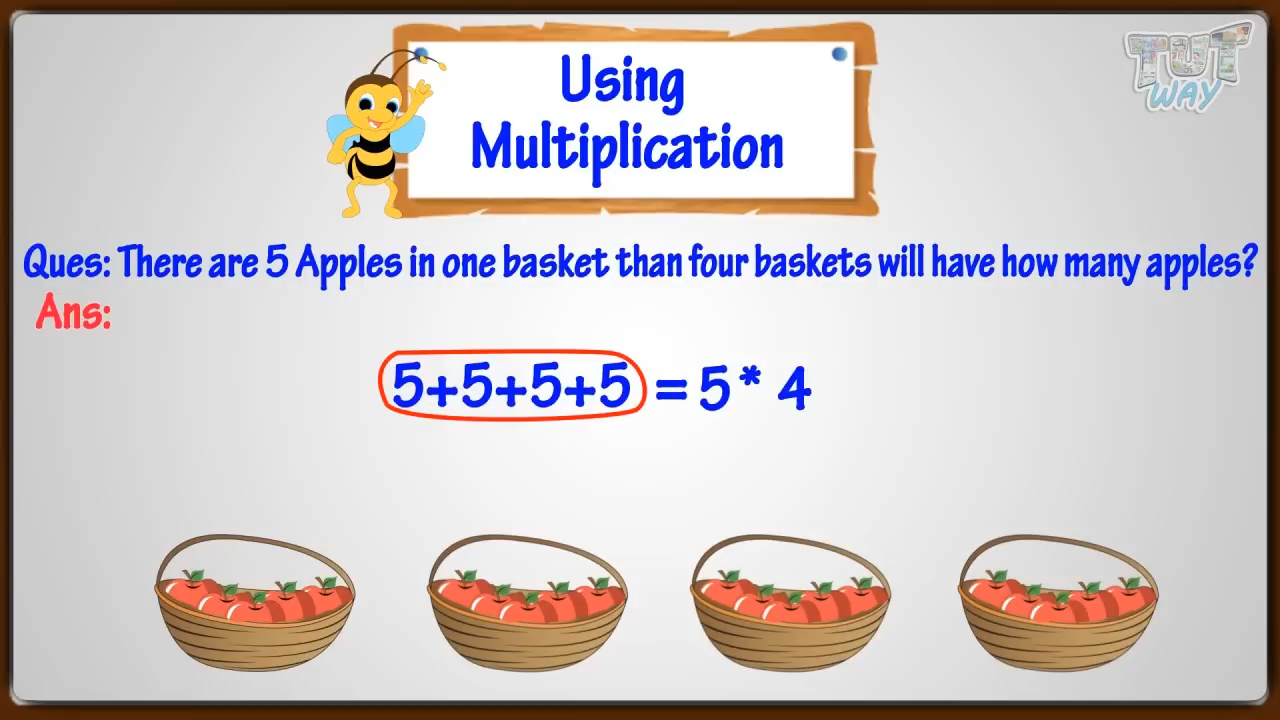 Using
Multiplication
TUT
WAY
Ques: There are 5 Apples in one basket than four baskets will have how many apples?
Ans:
5+5+5+5 = 5 * 4